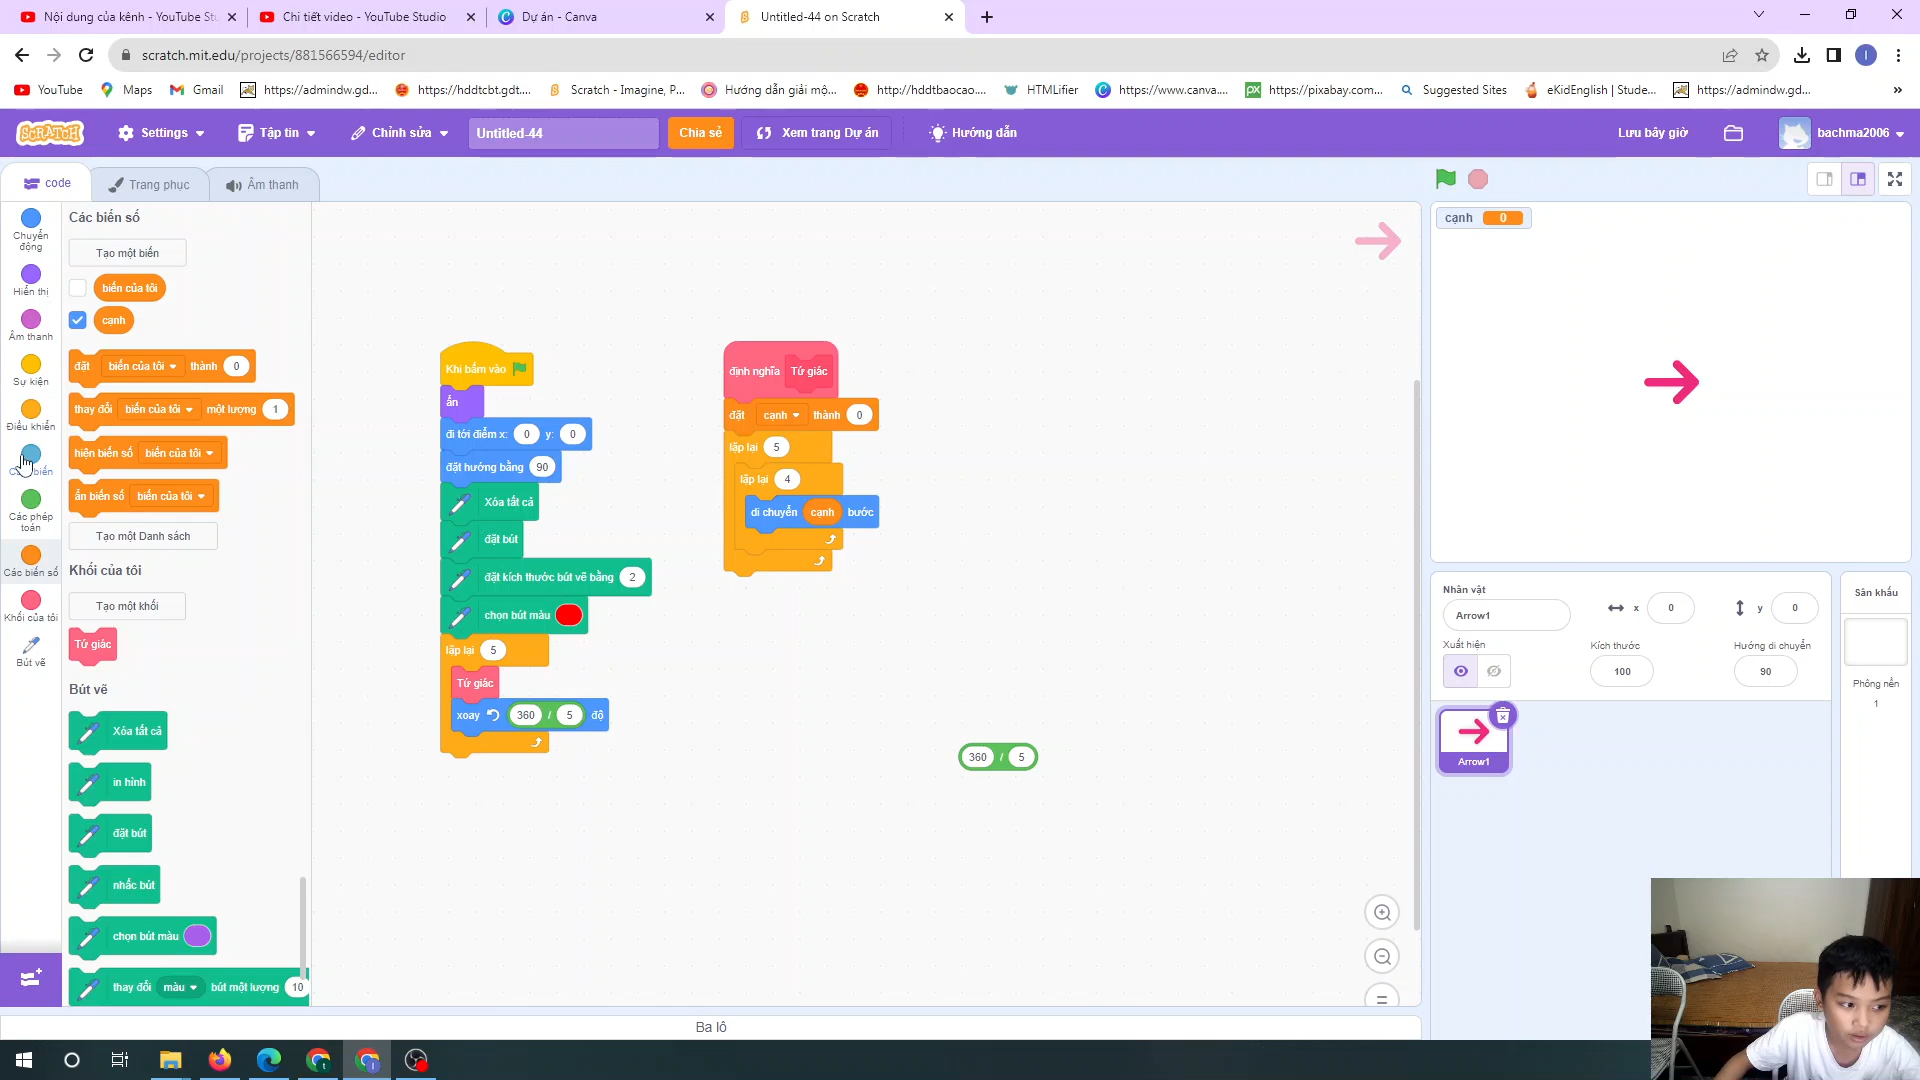 Nội dung của kênh - YouTube Stu
Chi tiết video - YouTube Studio
Dự án - Canva
Untitled-44 on Scratch
scratch.mit.edu/projects/881566594/editor
I
YouTube
Maps
Gmail
https://admindw.gd...
https://hddtcbt.gdt....
Scratch - Imagine, P...
Hướng dẫn giải mộ...
http://hddtbaocao....
HTMLifier
https://www.canva....
https://pixabay.com...
Suggested Sites
eKidEnglish | Stude...
https://admindw.gd...
»
SCRATCH
Settings
Tập tin
Chỉnh sửa
Untitled-44
Chia sẻ
Xem trang Dự án
Hướng dẫn
Lưu bây giờ
bachma2006
code
Trang phục
Âm thanh
Chuyển động
Hiển thị
Âm thanh
Sự kiện
Điều khiển
Các phép toán
Các biến số
Khối của tôi
Bút vẽ
Các biến số
Tạo một biến
biến của tôi
cạnh
đặt biến của tôi thành 0
thay đổi biến của tôi một lượng 1
hiện biến số biến của tôi
ẩn biến số biến của tôi
Tạo một Danh sách
Khối của tôi
Tạo một khối
Tứ giác
Bút vẽ
Xóa tất cả
in hình
đặt bút
nhấc bút
chọn bút màu
thay đổi màu bút một lượng 10
Khi bấm vào
ẩn
đi tới điểm x: 0 y: 0
đặt hướng bằng 90
Xóa tất cả
đặt bút
đặt kích thước bút vẽ bằng 2
chọn bút màu
lặp lại 5
Tứ giác
xoay 360 / 5 độ
định nghĩa Tứ giác
đặt cạnh thành 0
lặp lại 5
lặp lại 4
di chuyển cạnh bước
360 / 5
Ba lô
cạnh 0
Nhân vật
Arrow1
x 0
y 0
Xuất hiện
Kích thước
100
Hướng di chuyển
90
Arrow1
Sân khấu
Phông nền
1